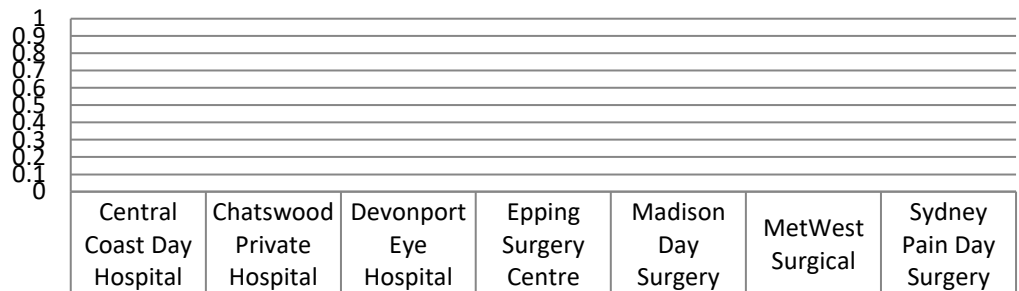 1
0.9
0.8
0.7
0.6
0.5
0.4
0.3
0.2
0.1
0
Central
Coast Day
Hospital
Chatswood
Private
Hospital
Devonport
Eye
Hospital
Epping
Surgery
Centre
Madison
Day
Surgery
MetWest
Surgical
Sydney
Pain Day
Surgery